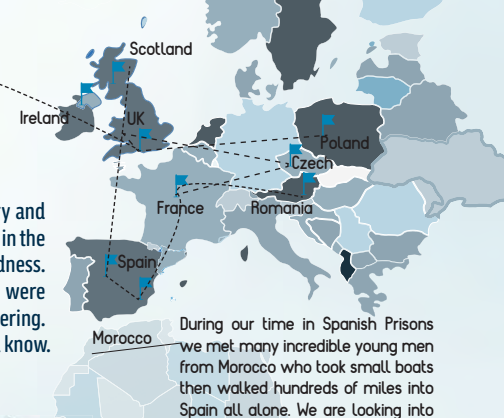 Scotland
Ireland
UK
Poland
Czech
France
Romania
Spain
y and
in the
dness.
were
ering.
know.
Morocco
During our time in Spanish Prisons
we met many incredible young men
from Morocco who took small boats
then walked hundreds of miles into
Spain all alone. We are looking into